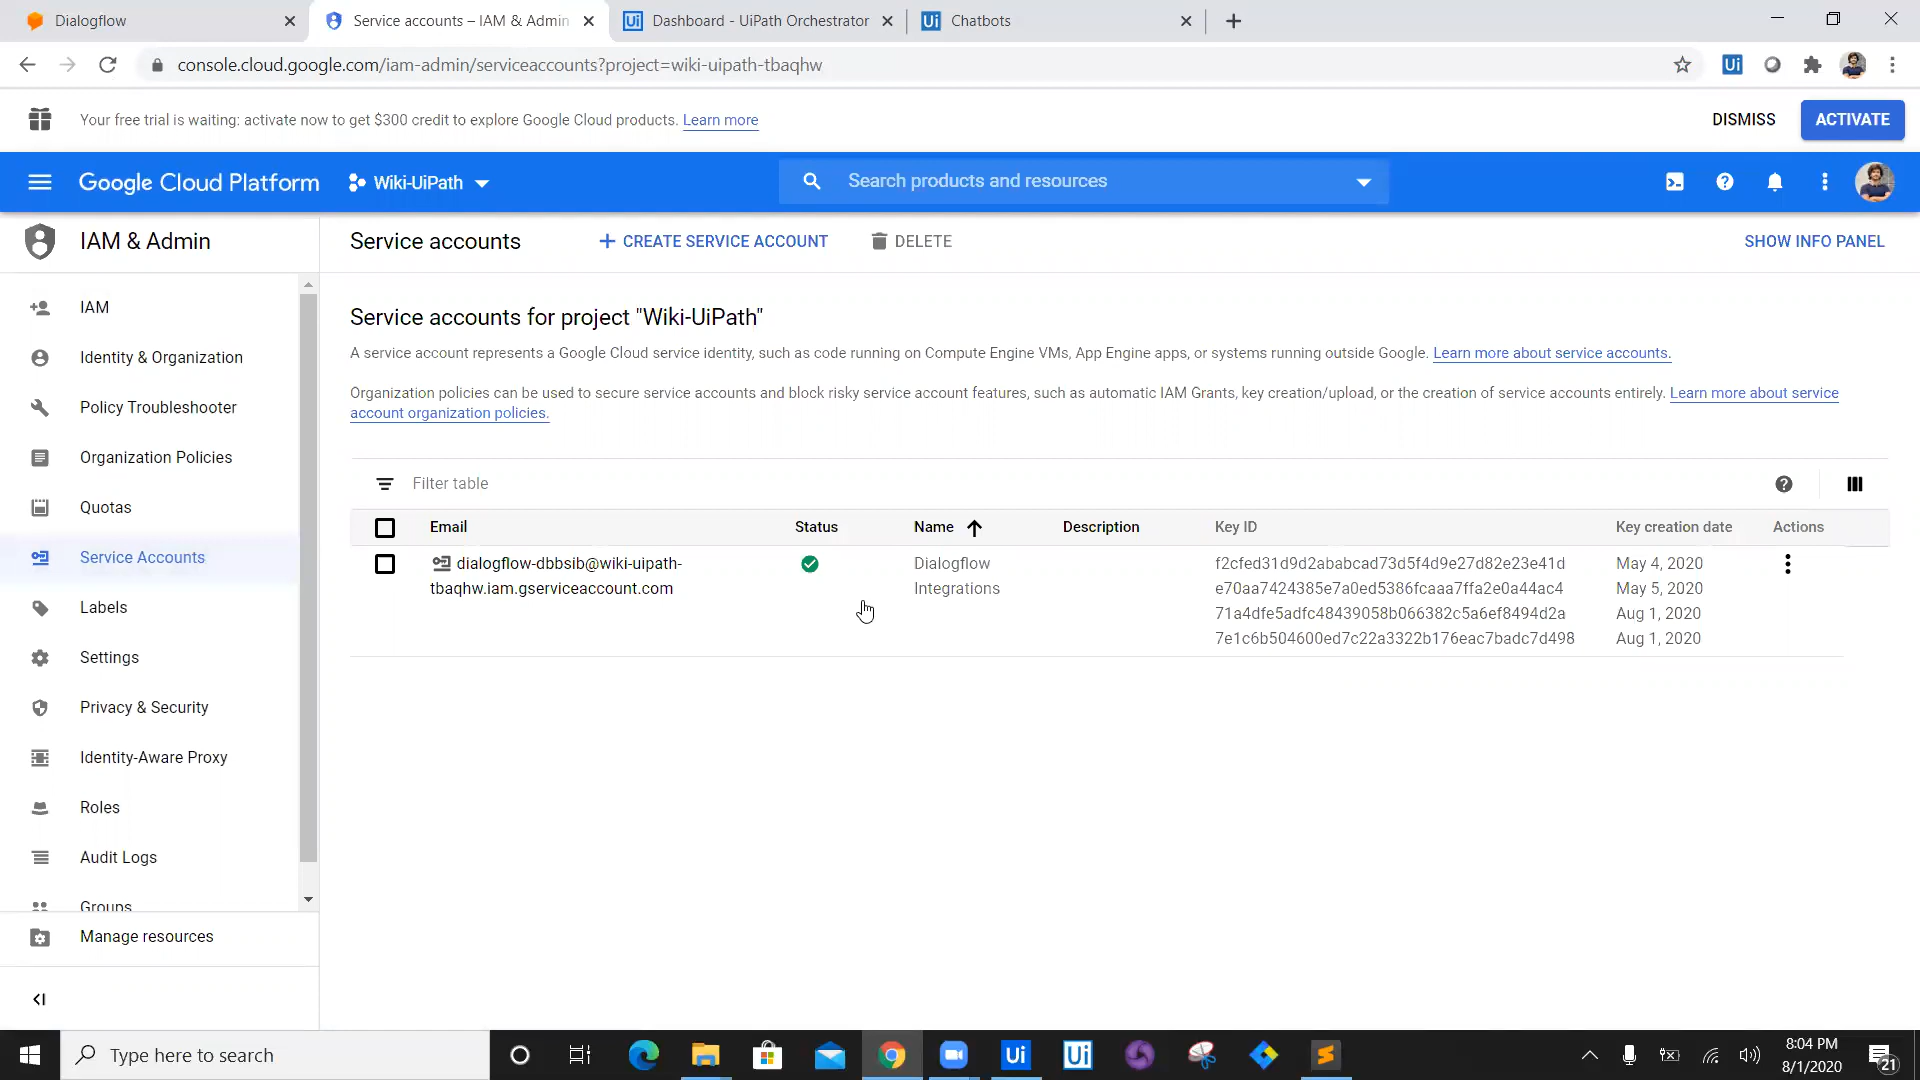 Dialogflow
Service accounts – IAM & Admin
Dashboard - UiPath Orchestrator
Chatbots
console.cloud.google.com/iam-admin/serviceaccounts?project=wiki-uipath-tbaqhw
Your free trial is waiting: activate now to get $300 credit to explore Google Cloud products. Learn more
DISMISS
ACTIVATE
Google Cloud Platform
Wiki-UiPath
Search products and resources
IAM & Admin
Service accounts
CREATE SERVICE ACCOUNT
DELETE
SHOW INFO PANEL
IAM
Identity & Organization
Policy Troubleshooter
Organization Policies
Quotas
Service Accounts
Labels
Settings
Privacy & Security
Identity-Aware Proxy
Roles
Audit Logs
Groups
Manage resources
Service accounts for project "Wiki-UiPath"
A service account represents a Google Cloud service identity, such as code running on Compute Engine VMs, App Engine apps, or systems running outside Google. Learn more about service accounts.
Organization policies can be used to secure service accounts and block risky service account features, such as automatic IAM Grants, key creation/upload, or the creation of service accounts entirely. Learn more about service
account organization policies.
Filter table
Email Status Name Description Key ID Key creation date Actions
dialogflow-dbbsib@wiki-uipath- Dialogflow f2cfed31d9d2ababcad73d5f4d9e27d82e23e41d May 4, 2020
tbaqhw.iam.gserviceaccount.com Integrations e70aa7424385e7a0ed5386fcaaa7ffa2e0a44ac4 May 5, 2020
71a4dfe5adfc48439058b066382c5a6ef8494d2a Aug 1, 2020
7e1c6b504600ed7c22a3322b176eac7badc7d498 Aug 1, 2020
Type here to search
Ui
Ui
8:04 PM
8/1/2020
21